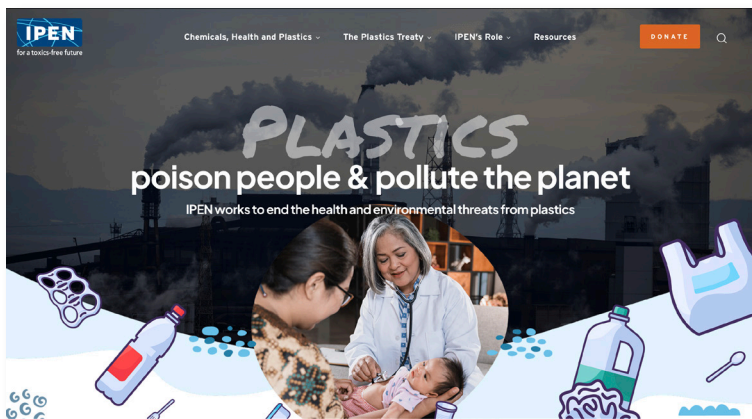 IPEN
for a toxics-free future
Chemicals, Health and Plastics
The Plastics Treaty
IPEN's Role
Resources
DONATE
PLASTICS
poison people & pollute the planet
IPEN works to end the health and environmental threats from plastics